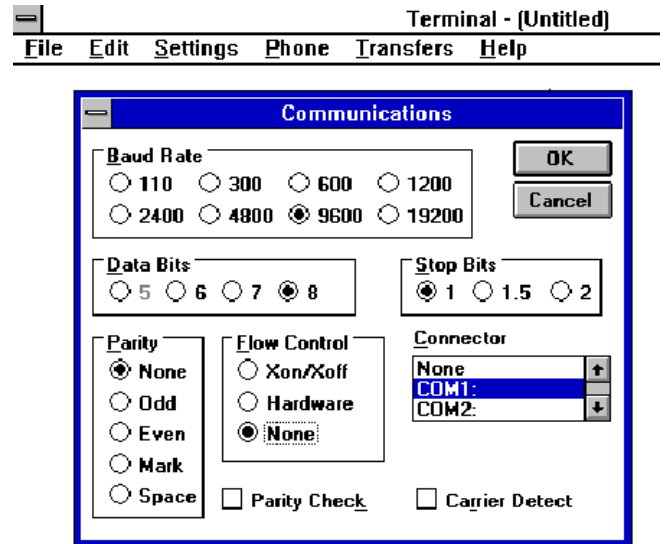 Terminal - (Untitled)
File Edit Settings Phone Transfers Help
Communications
Baud Rate
110 300 600 1200
2400 4800 9600 19200
OK
Cancel
Data Bits
5 6 7 8
Stop Bits
1 1.5 2
Parity
None
Odd
Even
Mark
Space
Flow Control
Xon/Xoff
Hardware
None
Connector
None
COM1:
COM2:
Parity Check
Carrier Detect